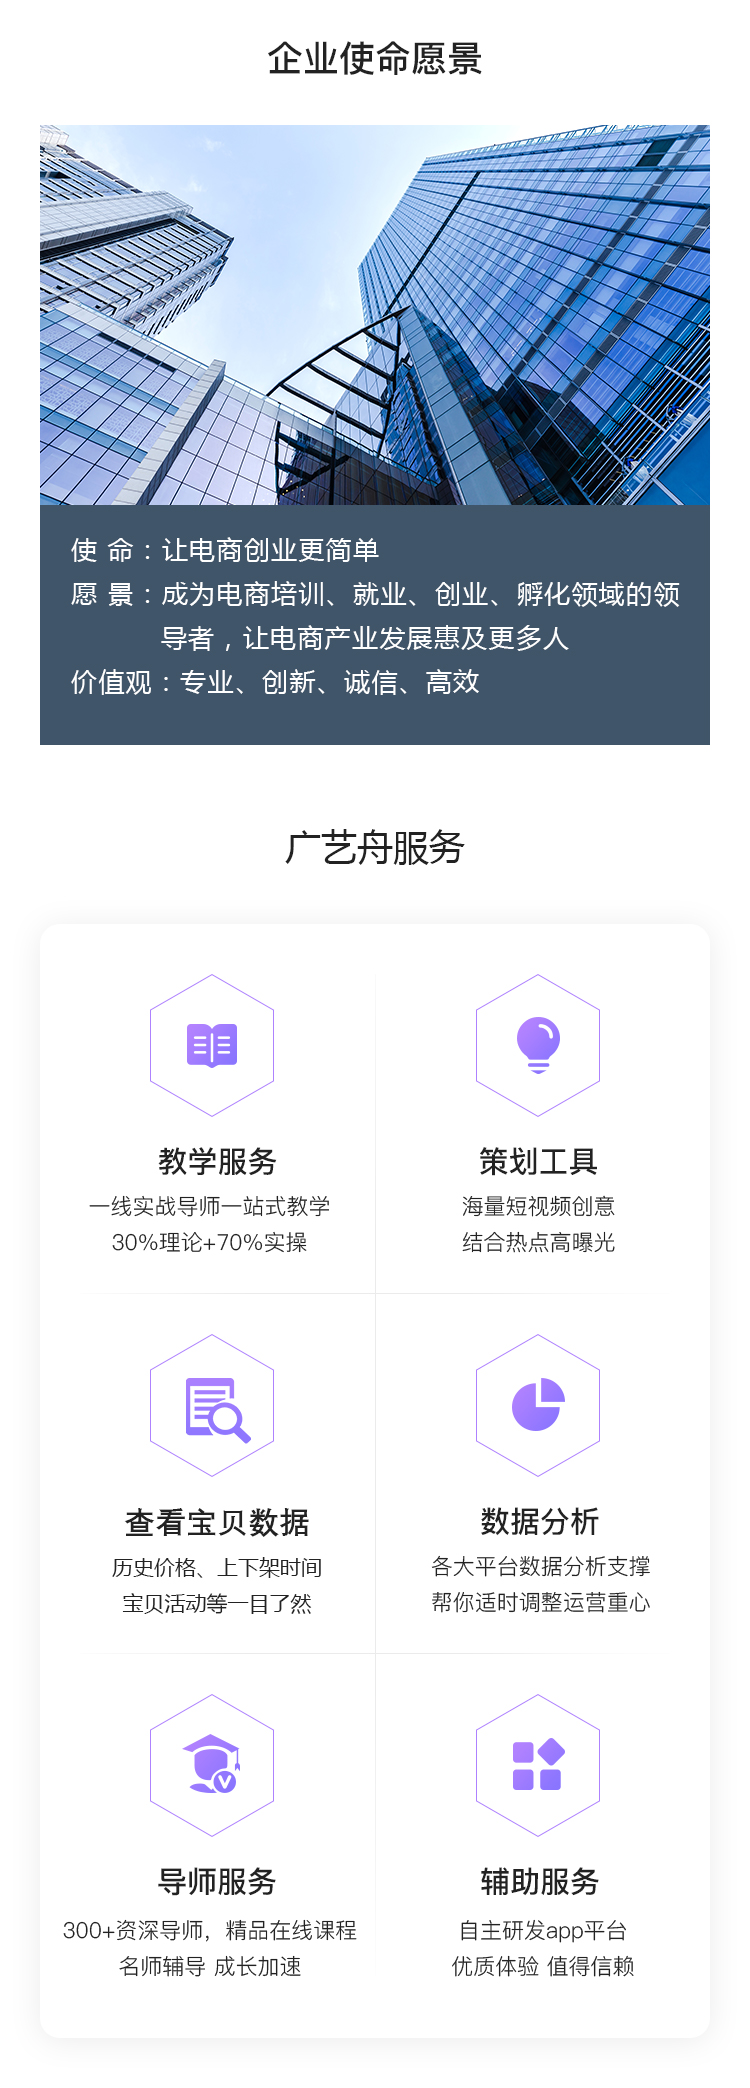 企业使命愿景
使 命：让电商创业更简单
愿 景：成为电商培训、就业、创业、孵化领域的领
导者，让电商产业发展惠及更多人
价值观：专业、创新、诚信、高效
广艺舟服务
教学服务
一线实战导师一站式教学
30%理论+70%实操
策划工具
海量短视频创意
结合热点高曝光
查看宝贝数据
历史价格、上下架时间
宝贝活动等一目了然
数据分析
各大平台数据分析支撑
帮你适时调整运营重心
导师服务
300+资深导师，精品在线课程
名师辅导 成长加速
辅助服务
自主研发app平台
优质体验 值得信赖